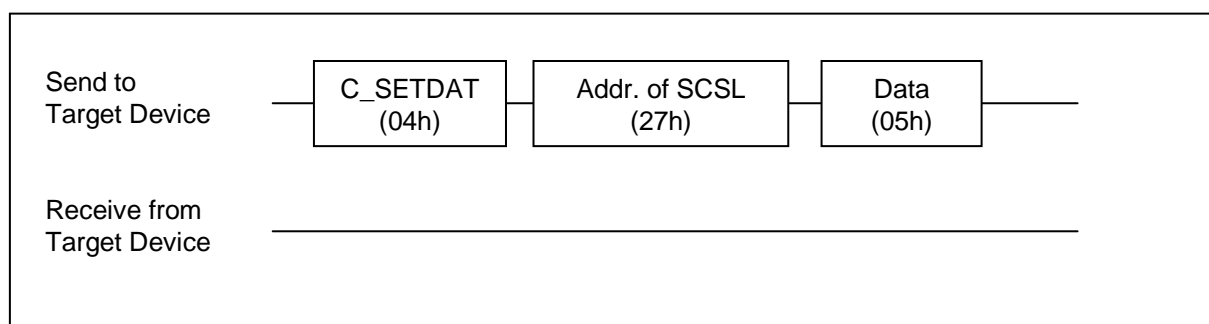 Send to
Target Device
C_SETDAT
(04h)
Addr. of SCSL
(27h)
Data
(05h)
Receive from
Target Device